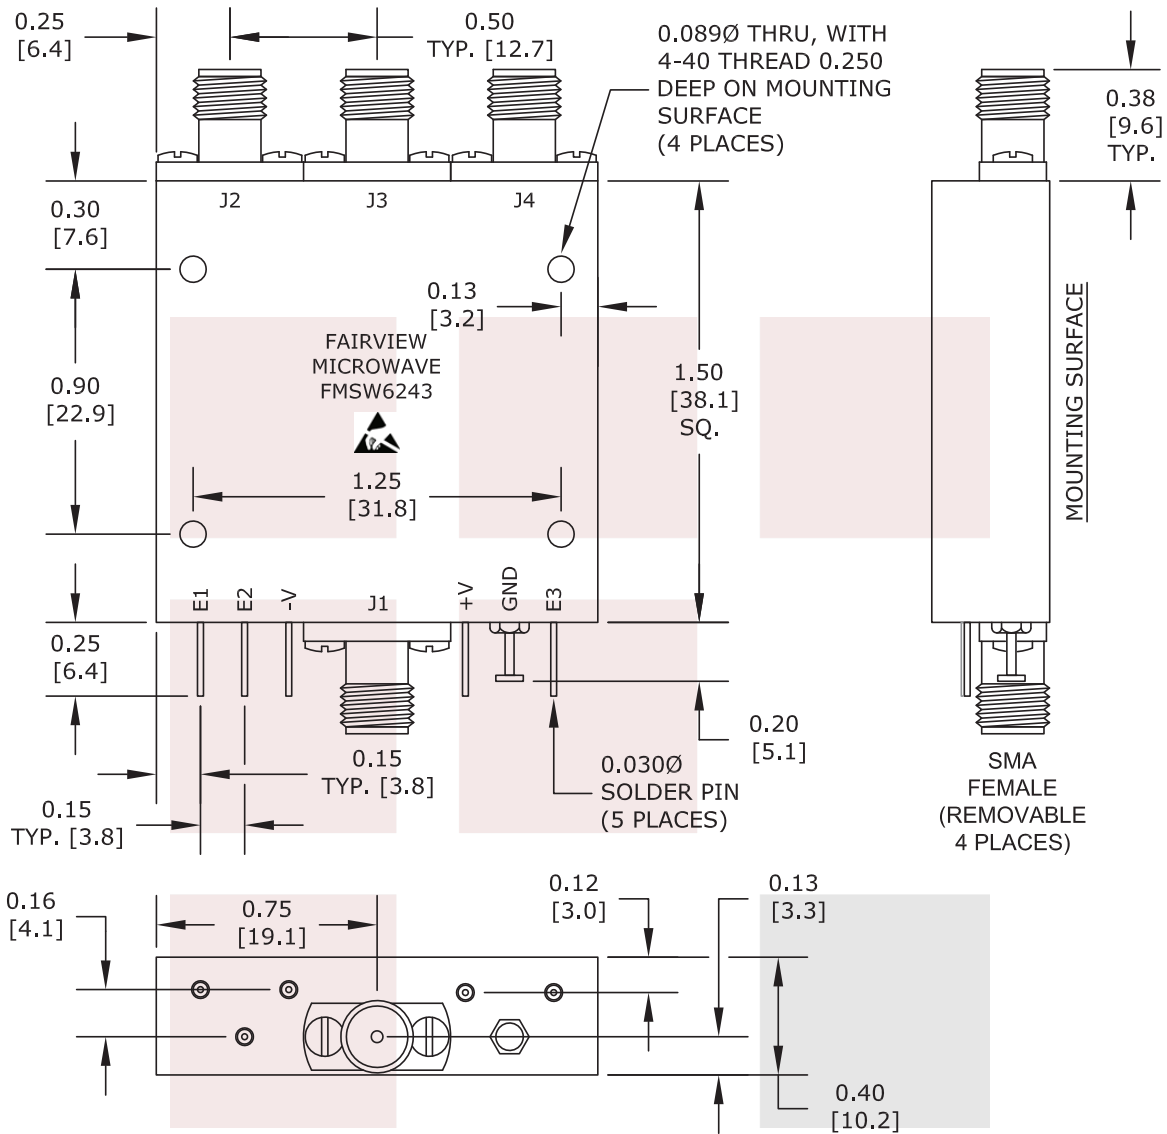 0.25
[6.4]
0.50
TYP. [12.7]
0.089Ø THRU, WITH
4-40 THREAD 0.250
DEEP ON MOUNTING
SURFACE
(4 PLACES)
0.38
[9.6]
TYP.
J2
J3
J4
0.30
[7.6]
0.13
[3.2]
FAIRVIEW
MICROWAVE
FMSW6243
0.90
[22.9]
1.50
[38.1]
SQ.
MOUNTING SURFACE
1.25
[31.8]
E1
E2
-V
J1
+V
GND
E3
0.25
[6.4]
0.20
[5.1]
0.15
TYP. [3.8]
0.030Ø
SOLDER PIN
(5 PLACES)
SMA
FEMALE
(REMOVABLE
4 PLACES)
0.15
TYP. [3.8]
0.16
[4.1]
0.75
[19.1]
0.12
[3.0]
0.13
[3.3]
0.40
[10.2]